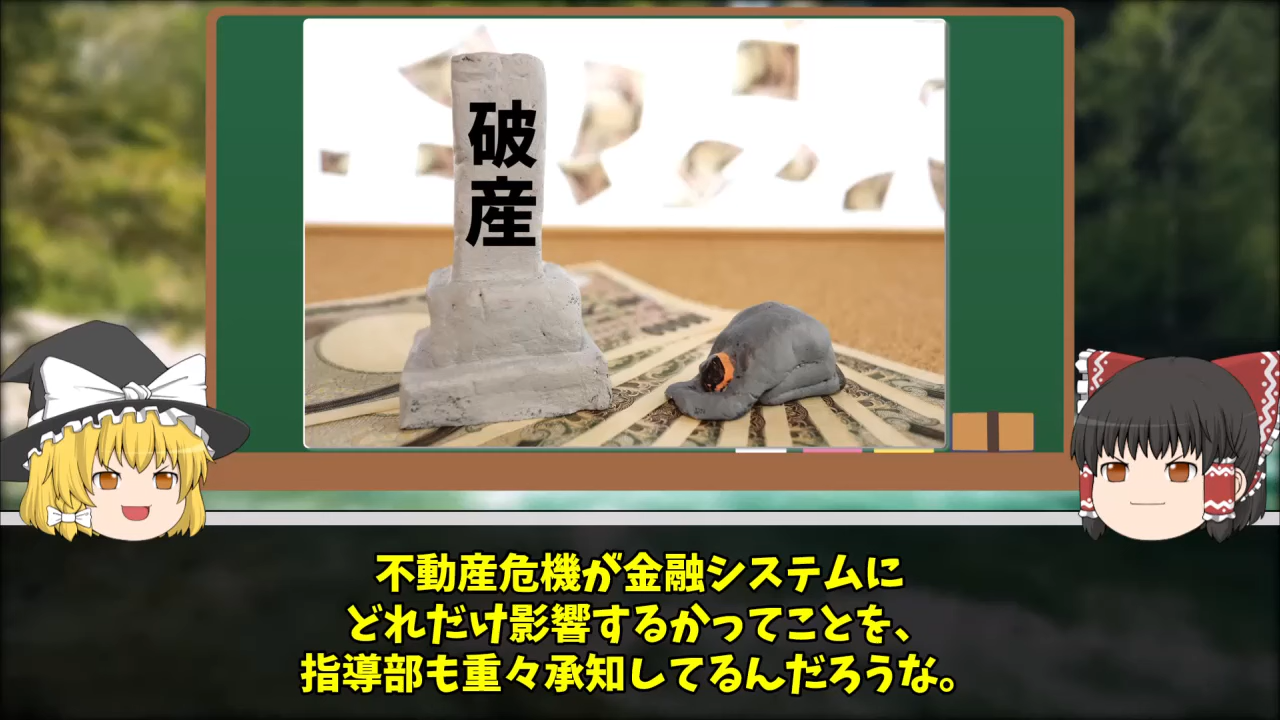 破産
不動産危機が金融システムに
どれだけ影響するかってことを、
指導部も重々承知してるんだろうな。